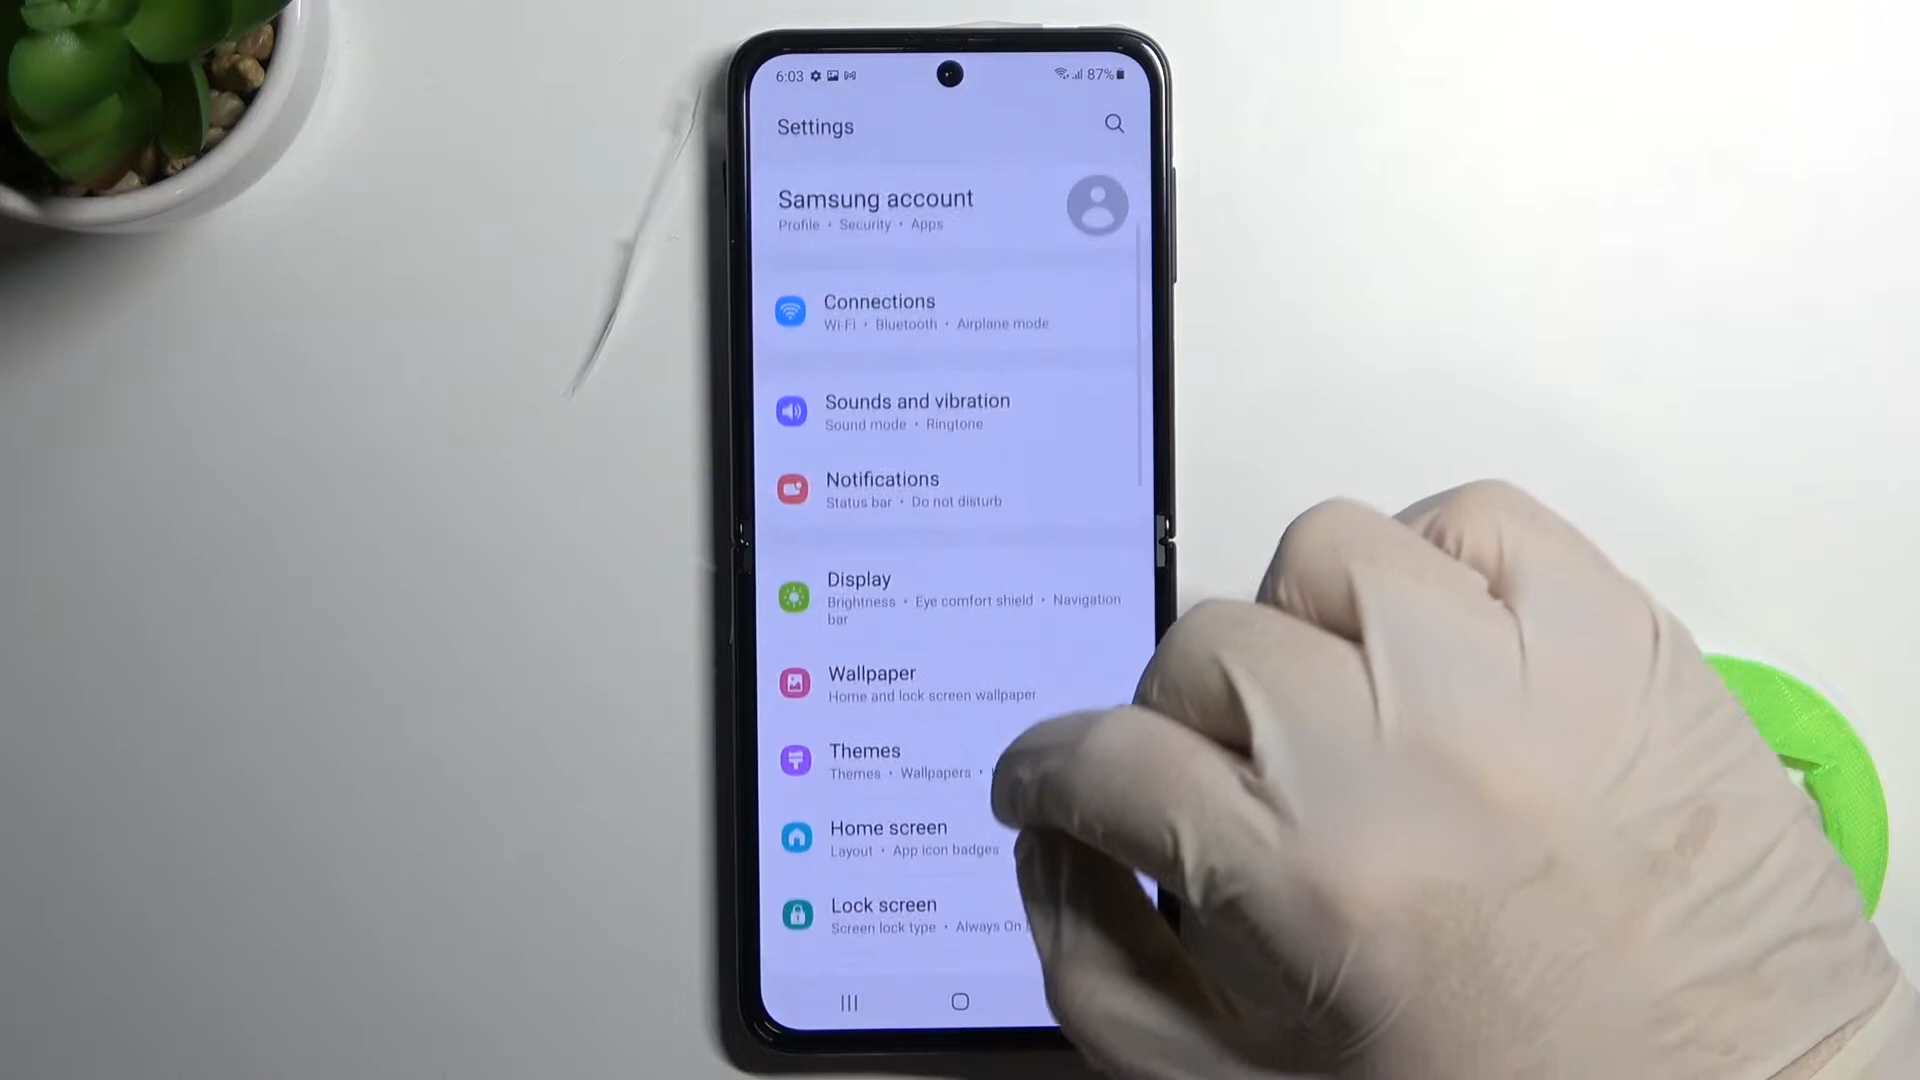 6:03 87%
Settings
Samsung account
Profile • Security • Apps
Connections
Wi-Fi • Bluetooth • Airplane mode
Sounds and vibration
Sound mode • Ringtone
Notifications
Status bar • Do not disturb
Display
Brightness • Eye comfort shield • Navigation
bar
Wallpaper
Home and lock screen wallpaper
Themes
Themes • Wallpapers •
Home screen
Layout • App icon badges
Lock screen
Screen lock type • Always On